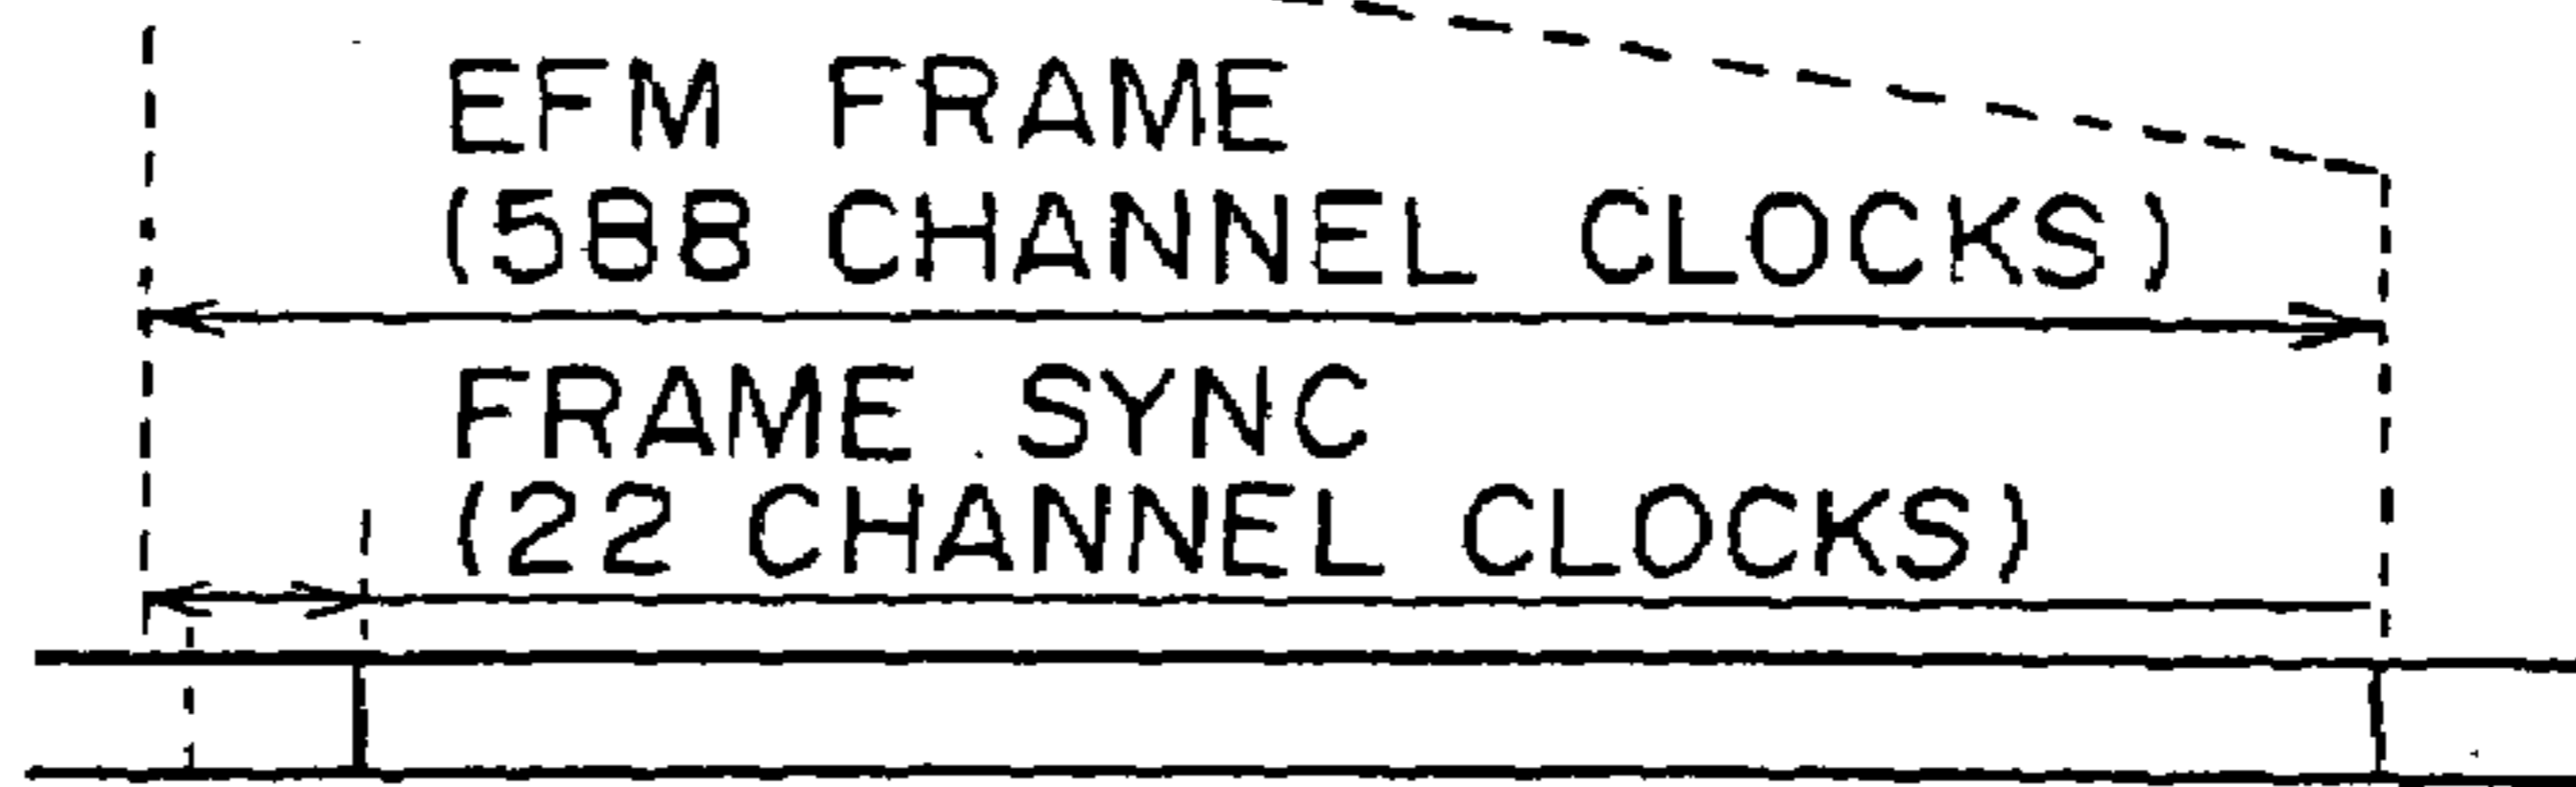 EFM FRAME
(588 CHANNEL CLOCKS)
FRAME SYNC
(22 CHANNEL CLOCKS)